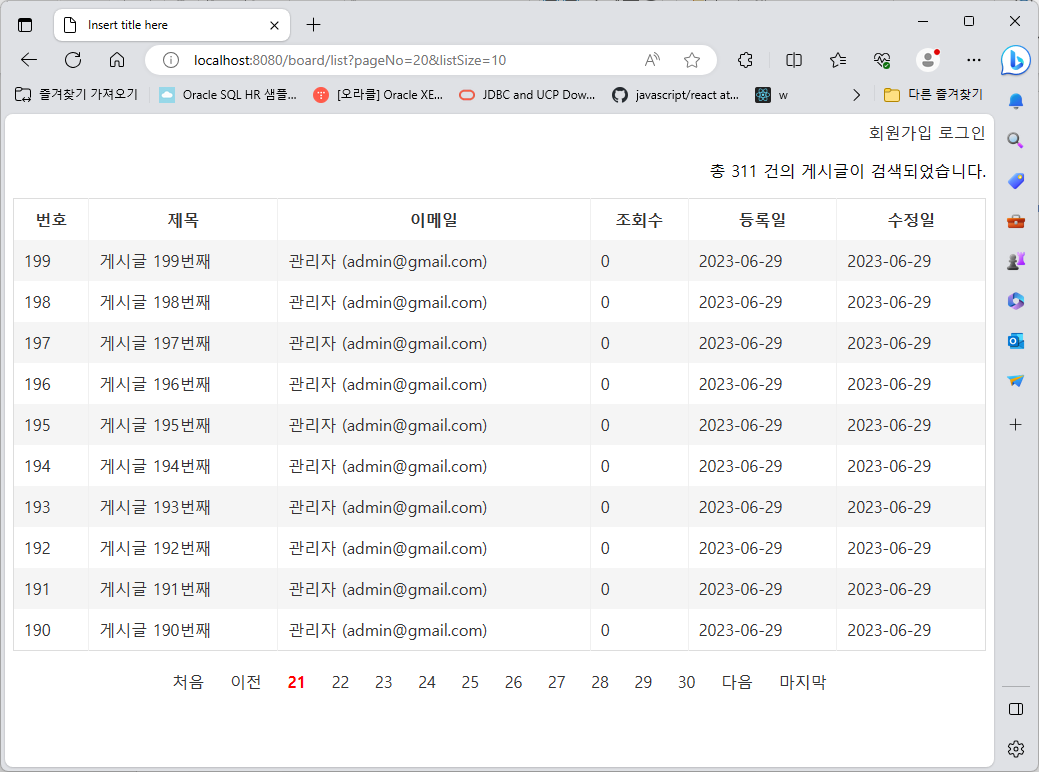 Insert title here
localhost:8080/board/list?pageNo=20&listSize=10
즐겨찾기 가져오기 Oracle SQL HR 샘플... [오라클] Oracle XE... JDBC and UCP Dow... javascript/react at... w 다른 즐겨찾기
회원가입 로그인
총 311 건의 게시글이 검색되었습니다.
번호 제목 이메일 조회수 등록일 수정일
199 게시글 199번째 관리자 (admin@gmail.com) 0 2023-06-29 2023-06-29
198 게시글 198번째 관리자 (admin@gmail.com) 0 2023-06-29 2023-06-29
197 게시글 197번째 관리자 (admin@gmail.com) 0 2023-06-29 2023-06-29
196 게시글 196번째 관리자 (admin@gmail.com) 0 2023-06-29 2023-06-29
195 게시글 195번째 관리자 (admin@gmail.com) 0 2023-06-29 2023-06-29
194 게시글 194번째 관리자 (admin@gmail.com) 0 2023-06-29 2023-06-29
193 게시글 193번째 관리자 (admin@gmail.com) 0 2023-06-29 2023-06-29
192 게시글 192번째 관리자 (admin@gmail.com) 0 2023-06-29 2023-06-29
191 게시글 191번째 관리자 (admin@gmail.com) 0 2023-06-29 2023-06-29
190 게시글 190번째 관리자 (admin@gmail.com) 0 2023-06-29 2023-06-29
처음 이전 21 22 23 24 25 26 27 28 29 30 다음 마지막